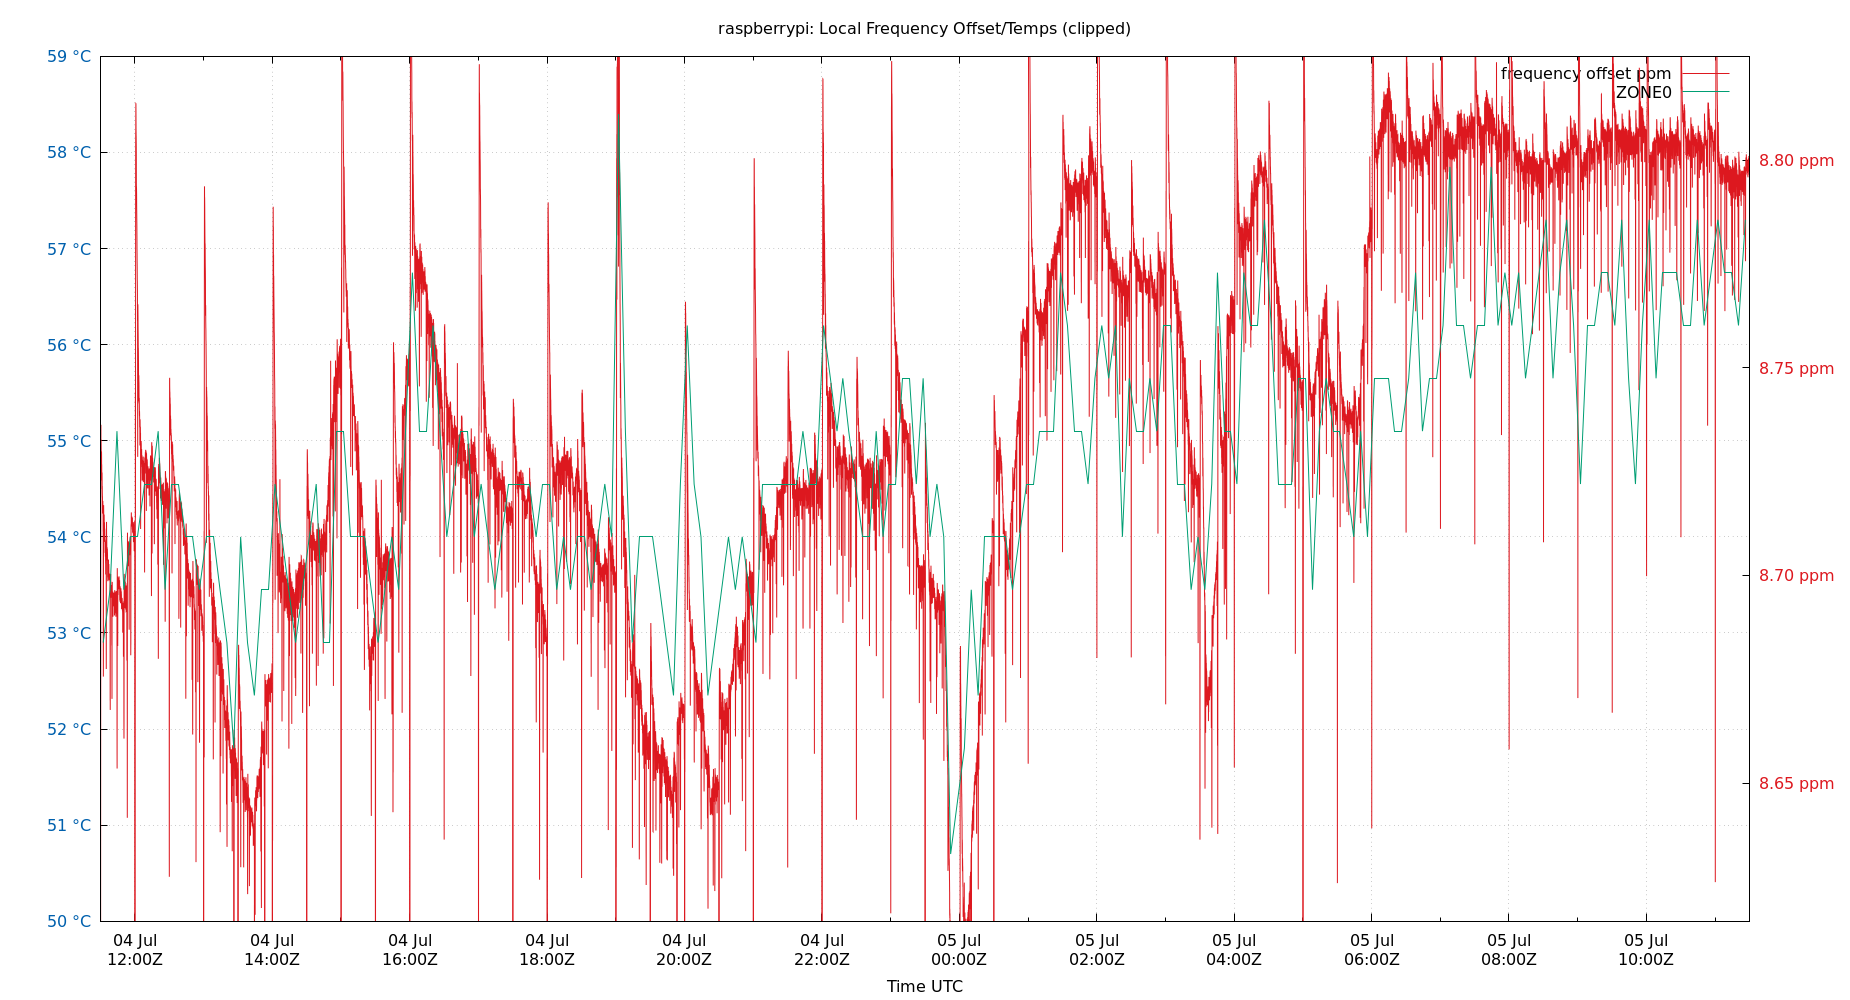 raspberrypi: Local Frequency Offset/Temps (clipped)
59 °C
58 °C
57 °C
56 °C
55 °C
54 °C
53 °C
52 °C
51 °C
50 °C
frequency offset ppm
ZONE0
8.80 ppm
8.75 ppm
8.70 ppm
8.65 ppm
04 Jul
12:00Z
04 Jul
14:00Z
04 Jul
16:00Z
04 Jul
18:00Z
04 Jul
20:00Z
04 Jul
22:00Z
05 Jul
00:00Z
05 Jul
02:00Z
05 Jul
04:00Z
05 Jul
06:00Z
05 Jul
08:00Z
05 Jul
10:00Z
Time UTC